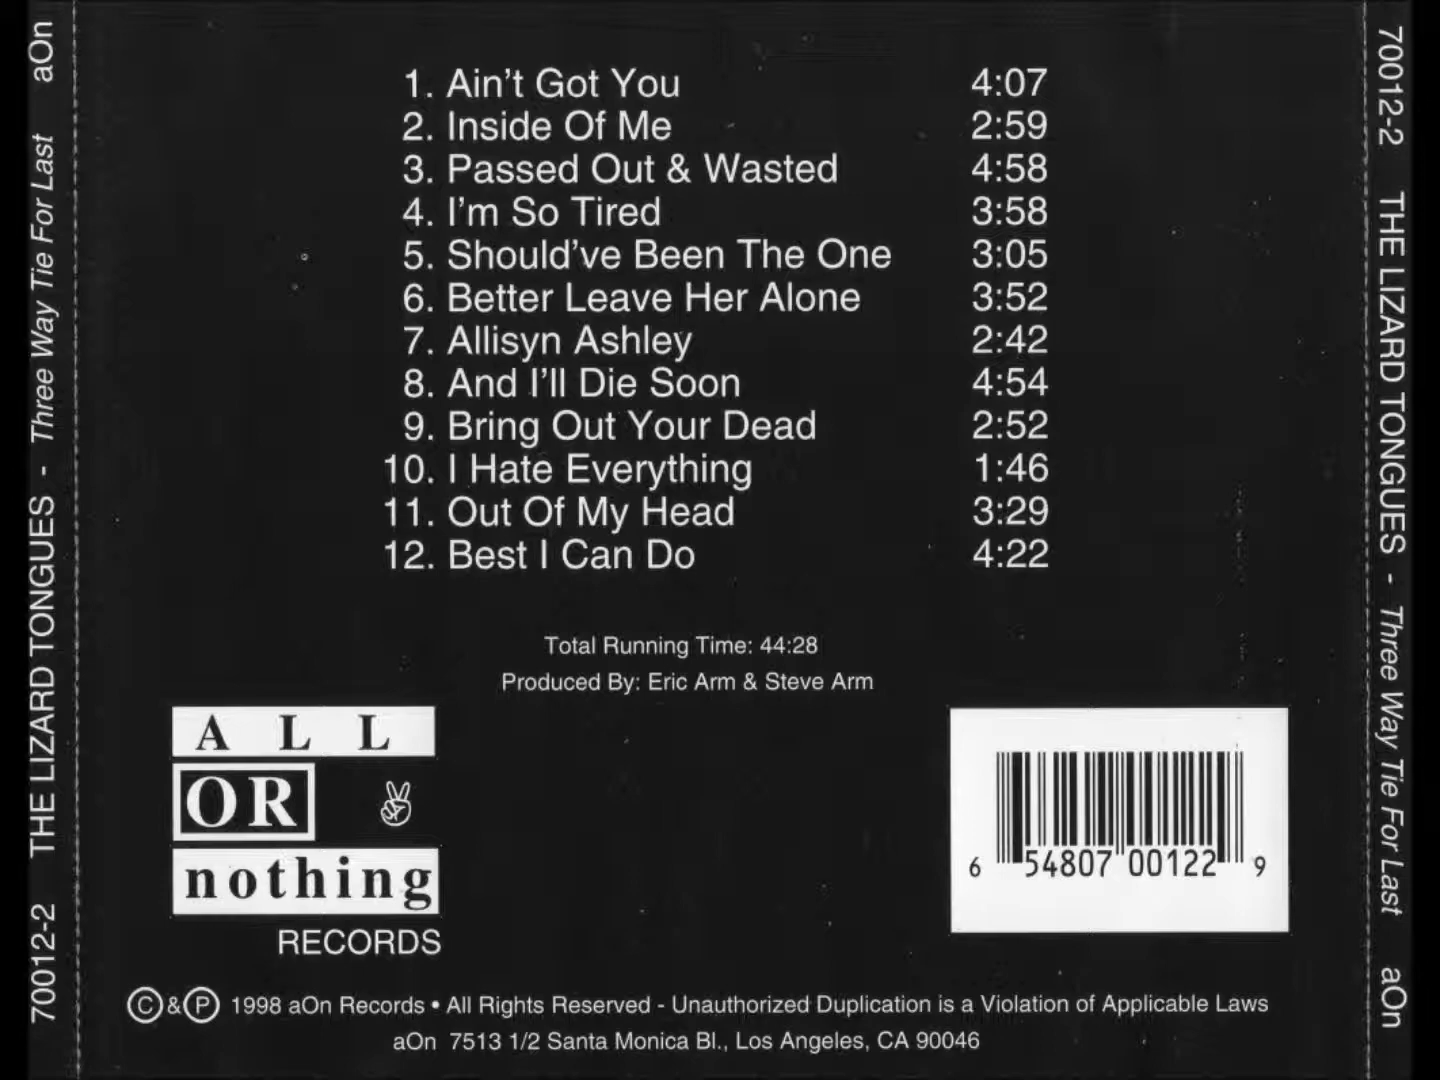 1. Ain't Got You 4:07
2. Inside Of Me 2:59
3. Passed Out & Wasted 4:58
4. I'm So Tired 3:58
5. Should've Been The One 3:05
6. Better Leave Her Alone 3:52
7. Allisyn Ashley 2:42
8. And I'll Die Soon 4:54
9. Bring Out Your Dead 2:52
10. I Hate Everything 1:46
11. Out Of My Head 3:29
12. Best I Can Do 4:22
Total Running Time: 44:28
Produced By: Eric Arm & Steve Arm
ALL
OR
nothing
RECORDS
6 54807 00122 9
©&℗ 1998 aOn Records • All Rights Reserved - Unauthorized Duplication is a Violation of Applicable Laws
aOn 7513 1/2 Santa Monica Bl., Los Angeles, CA 90046
70012-2 THE LIZARD TONGUES - Three Way Tie For Last aOn
70012-2 THE LIZARD TONGUES - Three Way Tie For Last aOn